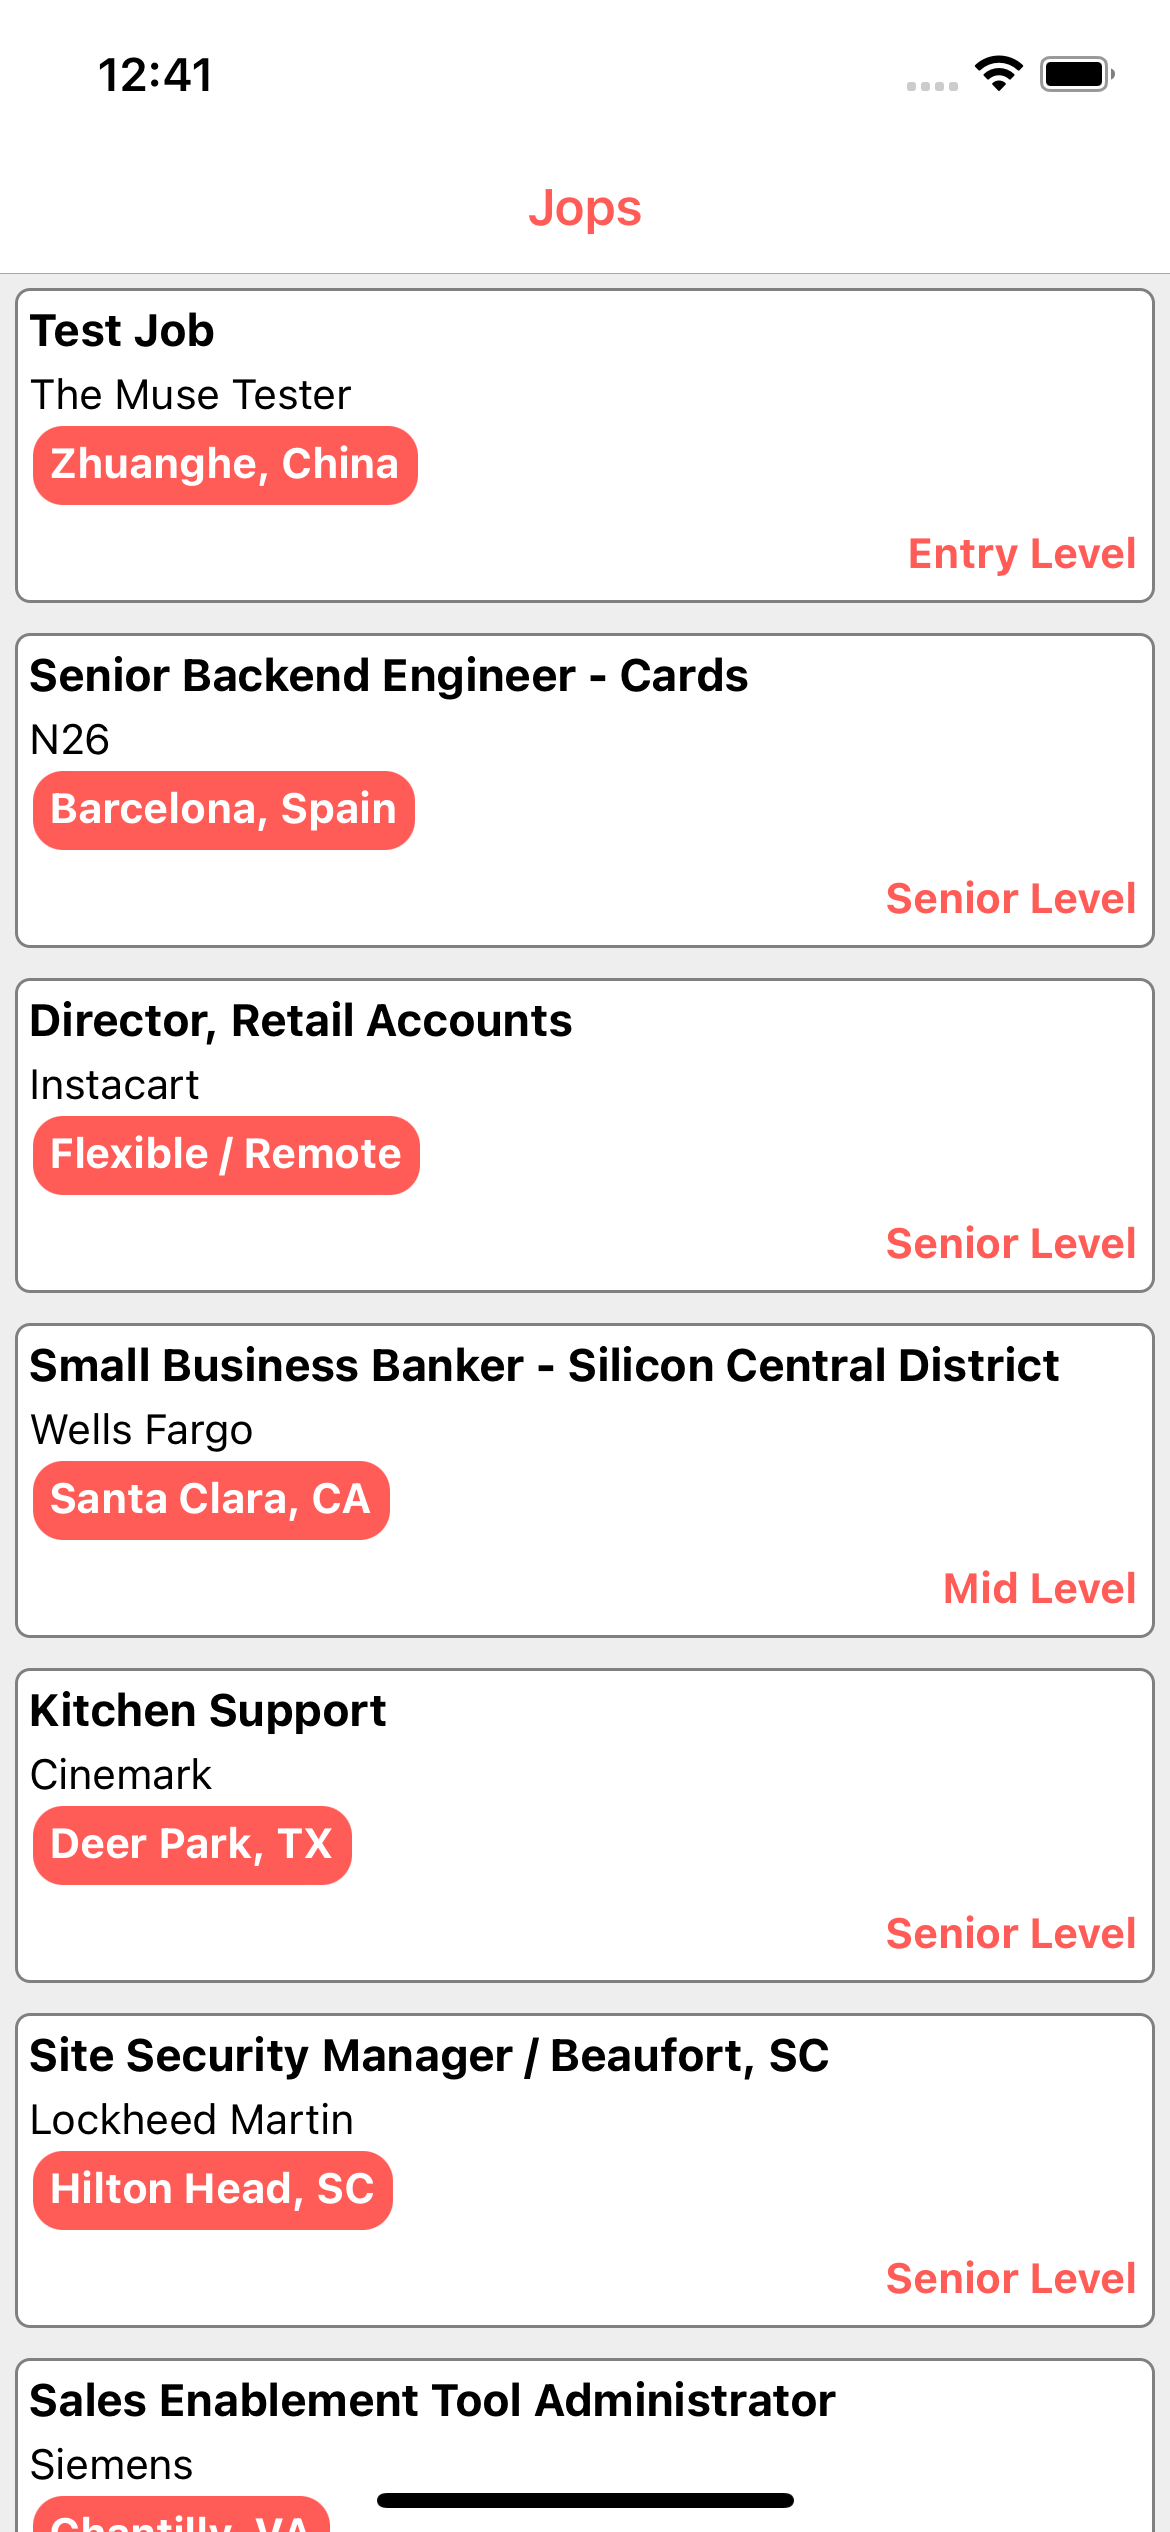 12:41
Jops
Test Job
The Muse Tester
Zhuanghe, China
Entry Level
Senior Backend Engineer - Cards
N26
Barcelona, Spain
Senior Level
Director, Retail Accounts
Instacart
Flexible / Remote
Senior Level
Small Business Banker - Silicon Central District
Wells Fargo
Santa Clara, CA
Mid Level
Kitchen Support
Cinemark
Deer Park, TX
Senior Level
Site Security Manager / Beaufort, SC
Lockheed Martin
Hilton Head, SC
Senior Level
Sales Enablement Tool Administrator
Siemens
Chantilly, VA